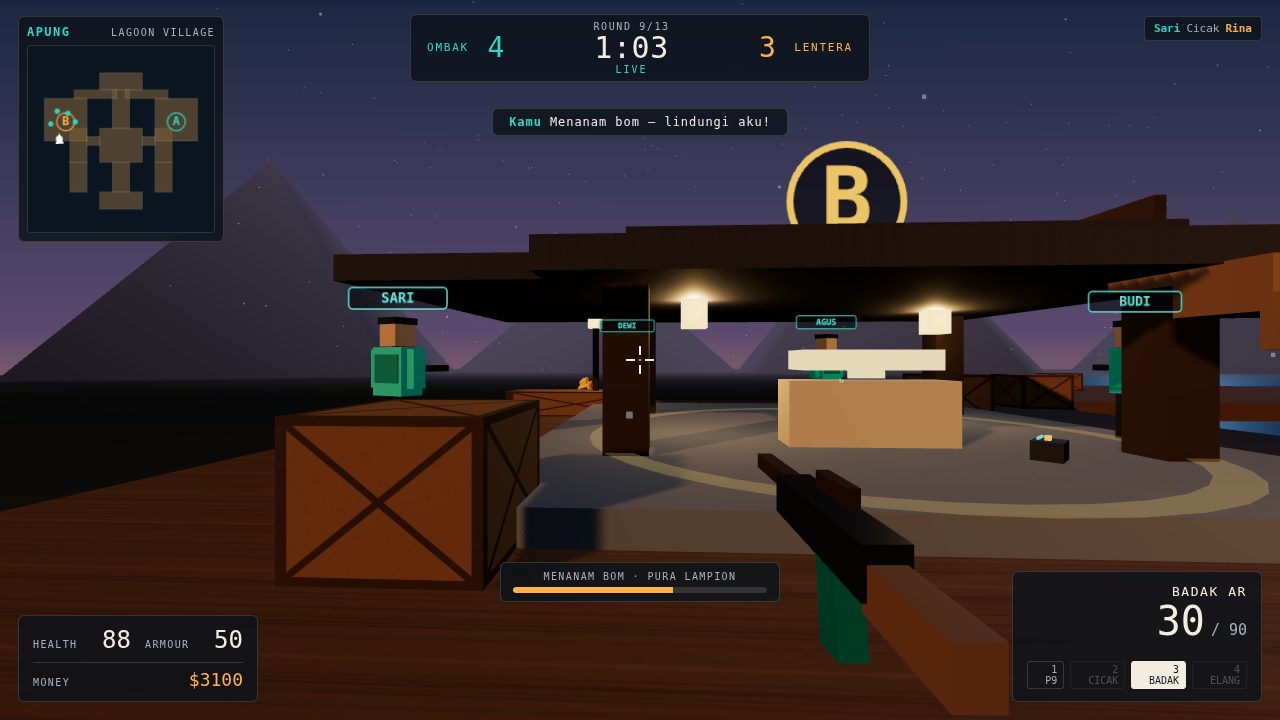 APUNG LAGOON VILLAGE
B
A
ROUND 9/13
OMBAK 4 1:03 3 LENTERA
LIVE
Sari Cicak Rina
Kamu Menanam bom — lindungi aku!
B
SARI
DEWI
AGUS
BUDI
MENANAM BOM · PURA LAMPION
HEALTH 88 ARMOUR 50
MONEY $3100
BADAK AR
30 / 90
1 2 3 4
P9 CICAK BADAK ELANG